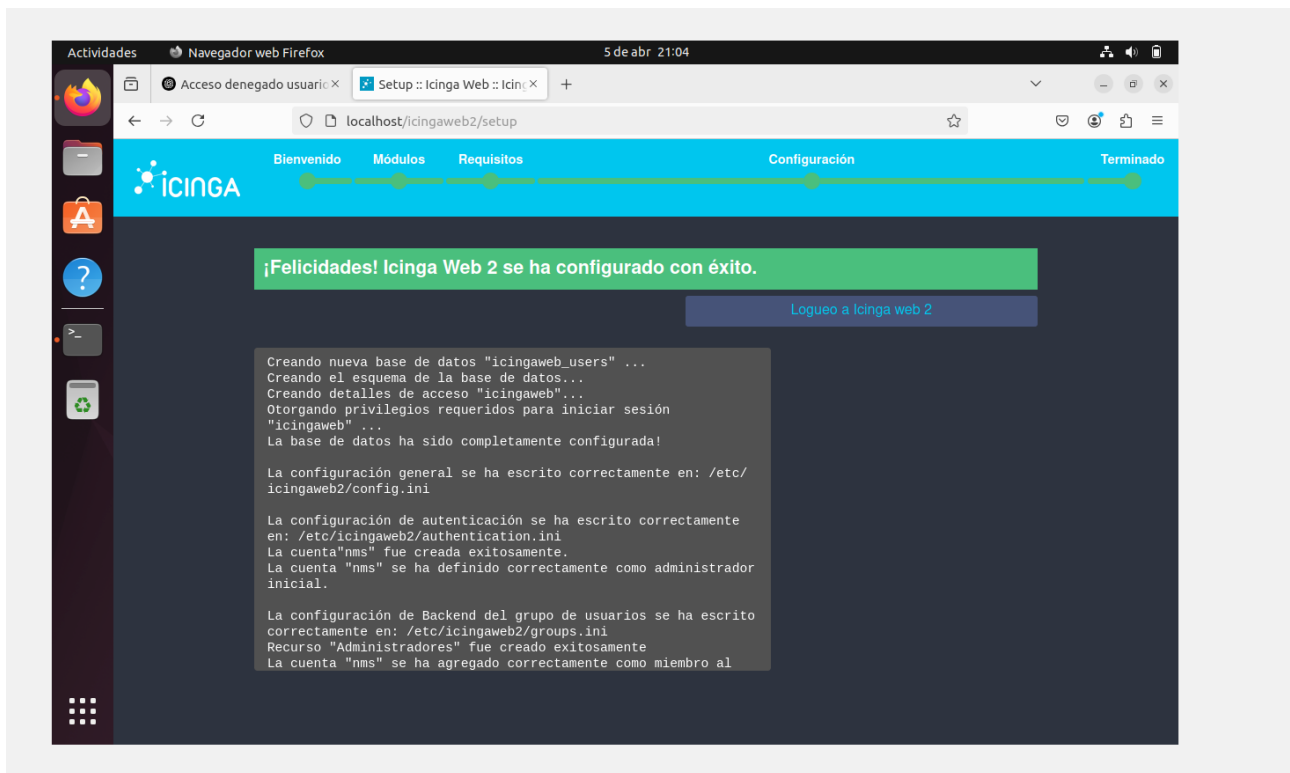 Actividades Navegador web Firefox 5 de abr 21:04
Acceso denegado usuario Setup :: Icinga Web :: Icing
localhost/icingaweb2/setup
Bienvenido Módulos Requisitos Configuración Terminado
icinga
¡Felicidades! Icinga Web 2 se ha configurado con éxito.
Logueo a Icinga web 2
Creando nueva base de datos "icingaweb_users" ...
Creando el esquema de la base de datos...
Creando detalles de acceso "icingaweb"...
Otorgando privilegios requeridos para iniciar sesión
"icingaweb" ...
La base de datos ha sido completamente configurada!
La configuración general se ha escrito correctamente en: /etc/
icingaweb2/config.ini
La configuración de autenticación se ha escrito correctamente
en: /etc/icingaweb2/authentication.ini
La cuenta"nms" fue creada exitosamente.
La cuenta "nms" se ha definido correctamente como administrador
inicial.
La configuración de Backend del grupo de usuarios se ha escrito
correctamente en: /etc/icingaweb2/groups.ini
Recurso "Administradores" fue creado exitosamente
La cuenta "nms" se ha agregado correctamente como miembro al